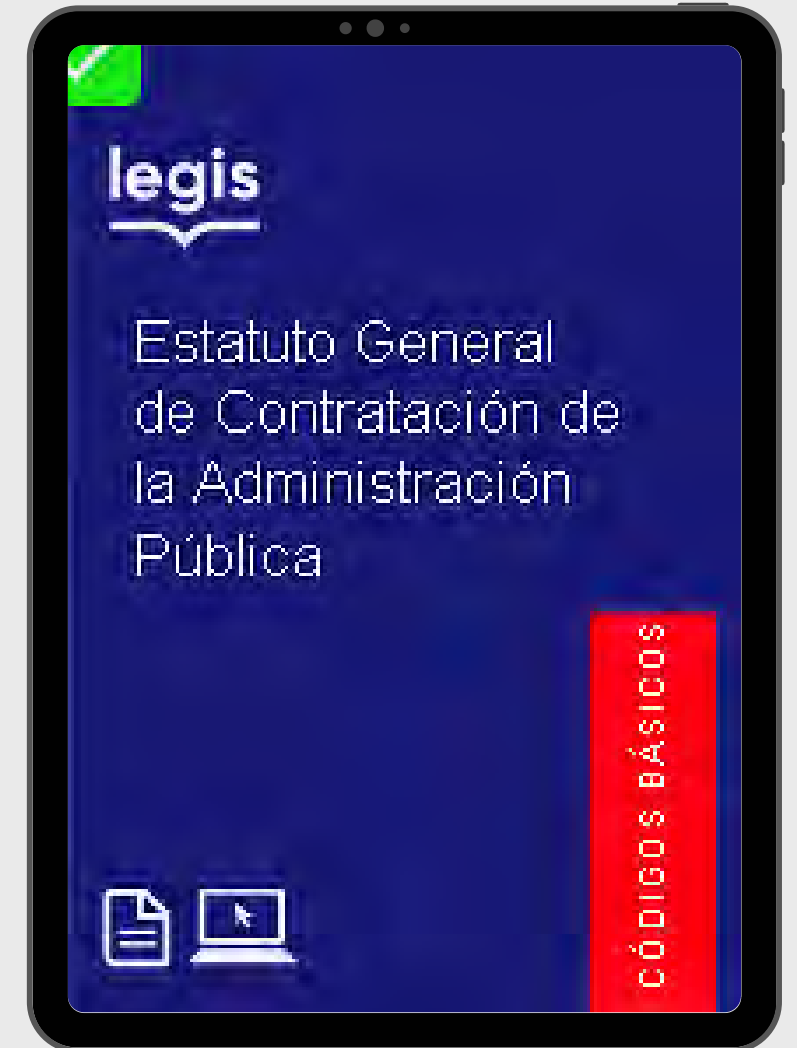 legis
Estatuto General
de Contratación de
la Administración
Pública
CÓDIGOS BÁSICOS